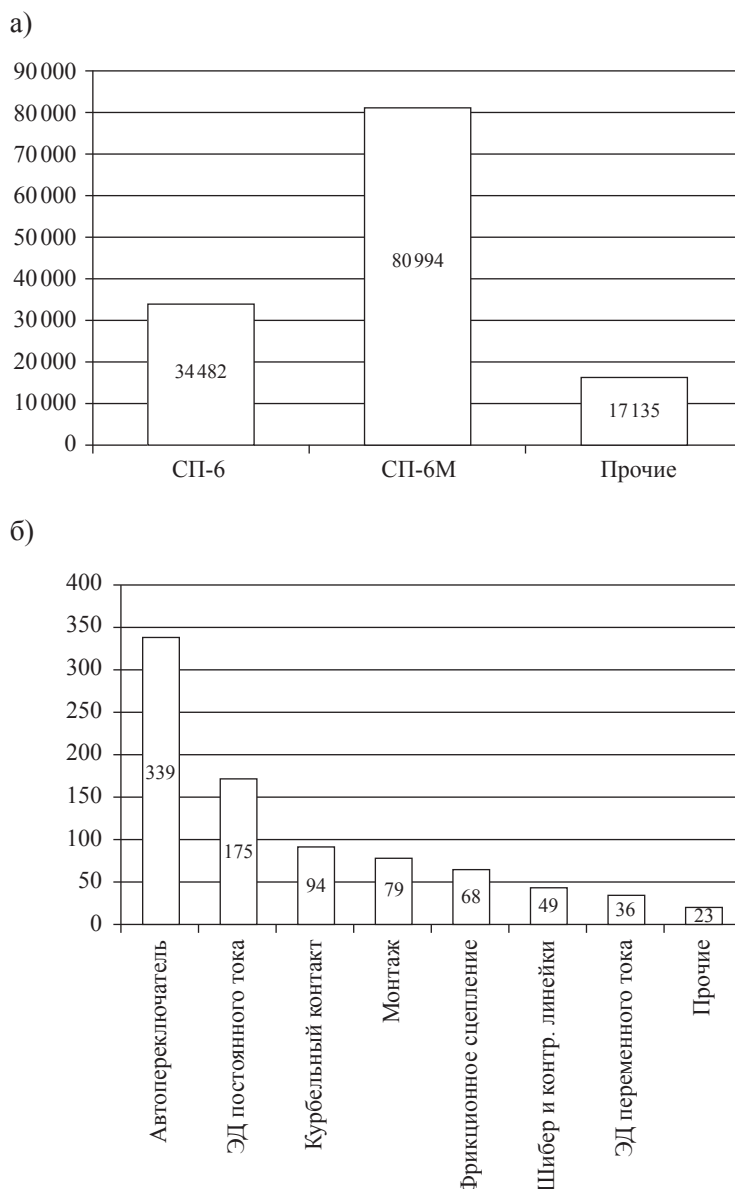 а)
90 000
80 000
70 000
60 000
50 000
40 000
30 000
20 000
10 000
0
34 482
80 994
17 135
СП-6
СП-6М
Прочие
б)
400
350
300
250
200
150
100
50
0
339
175
94
79
68
49
36
23
Автопереключатель
ЭД постоянного тока
Курбельный контакт
Монтаж
Фрикционное сцепление
Шибер и контр. линейки
ЭД переменного тока
Прочие